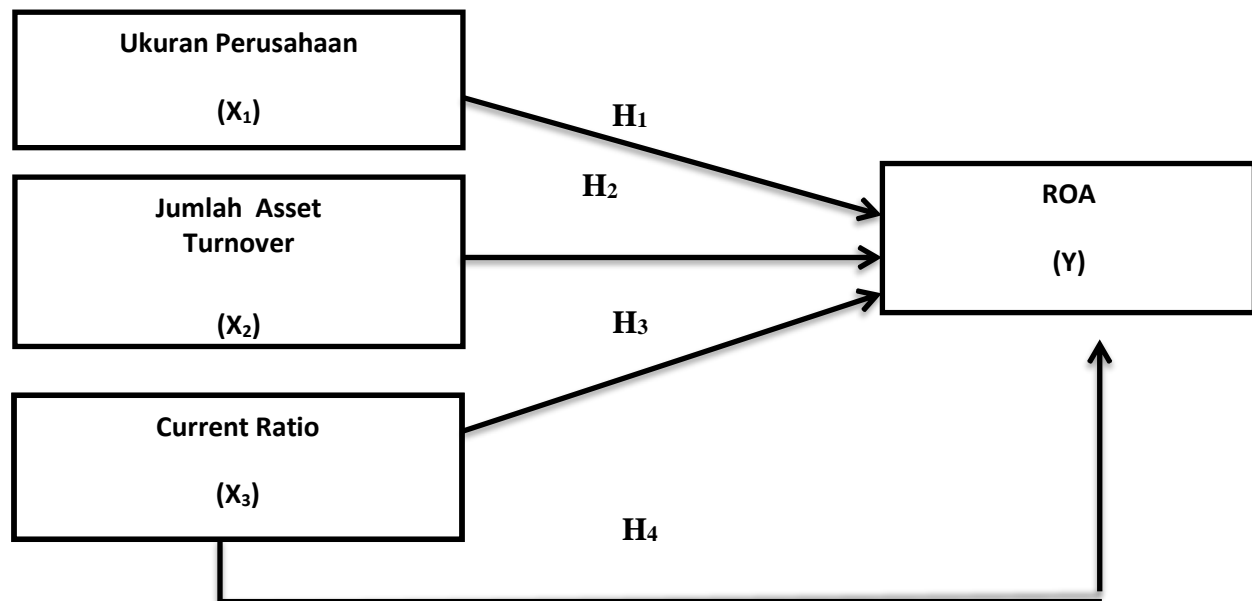 Ukuran Perusahaan
(X₁)
H₁
H₂
Jumlah Asset
Turnover
(X₂)
ROA
(Y)
H₃
Current Ratio
(X₃)
H₄